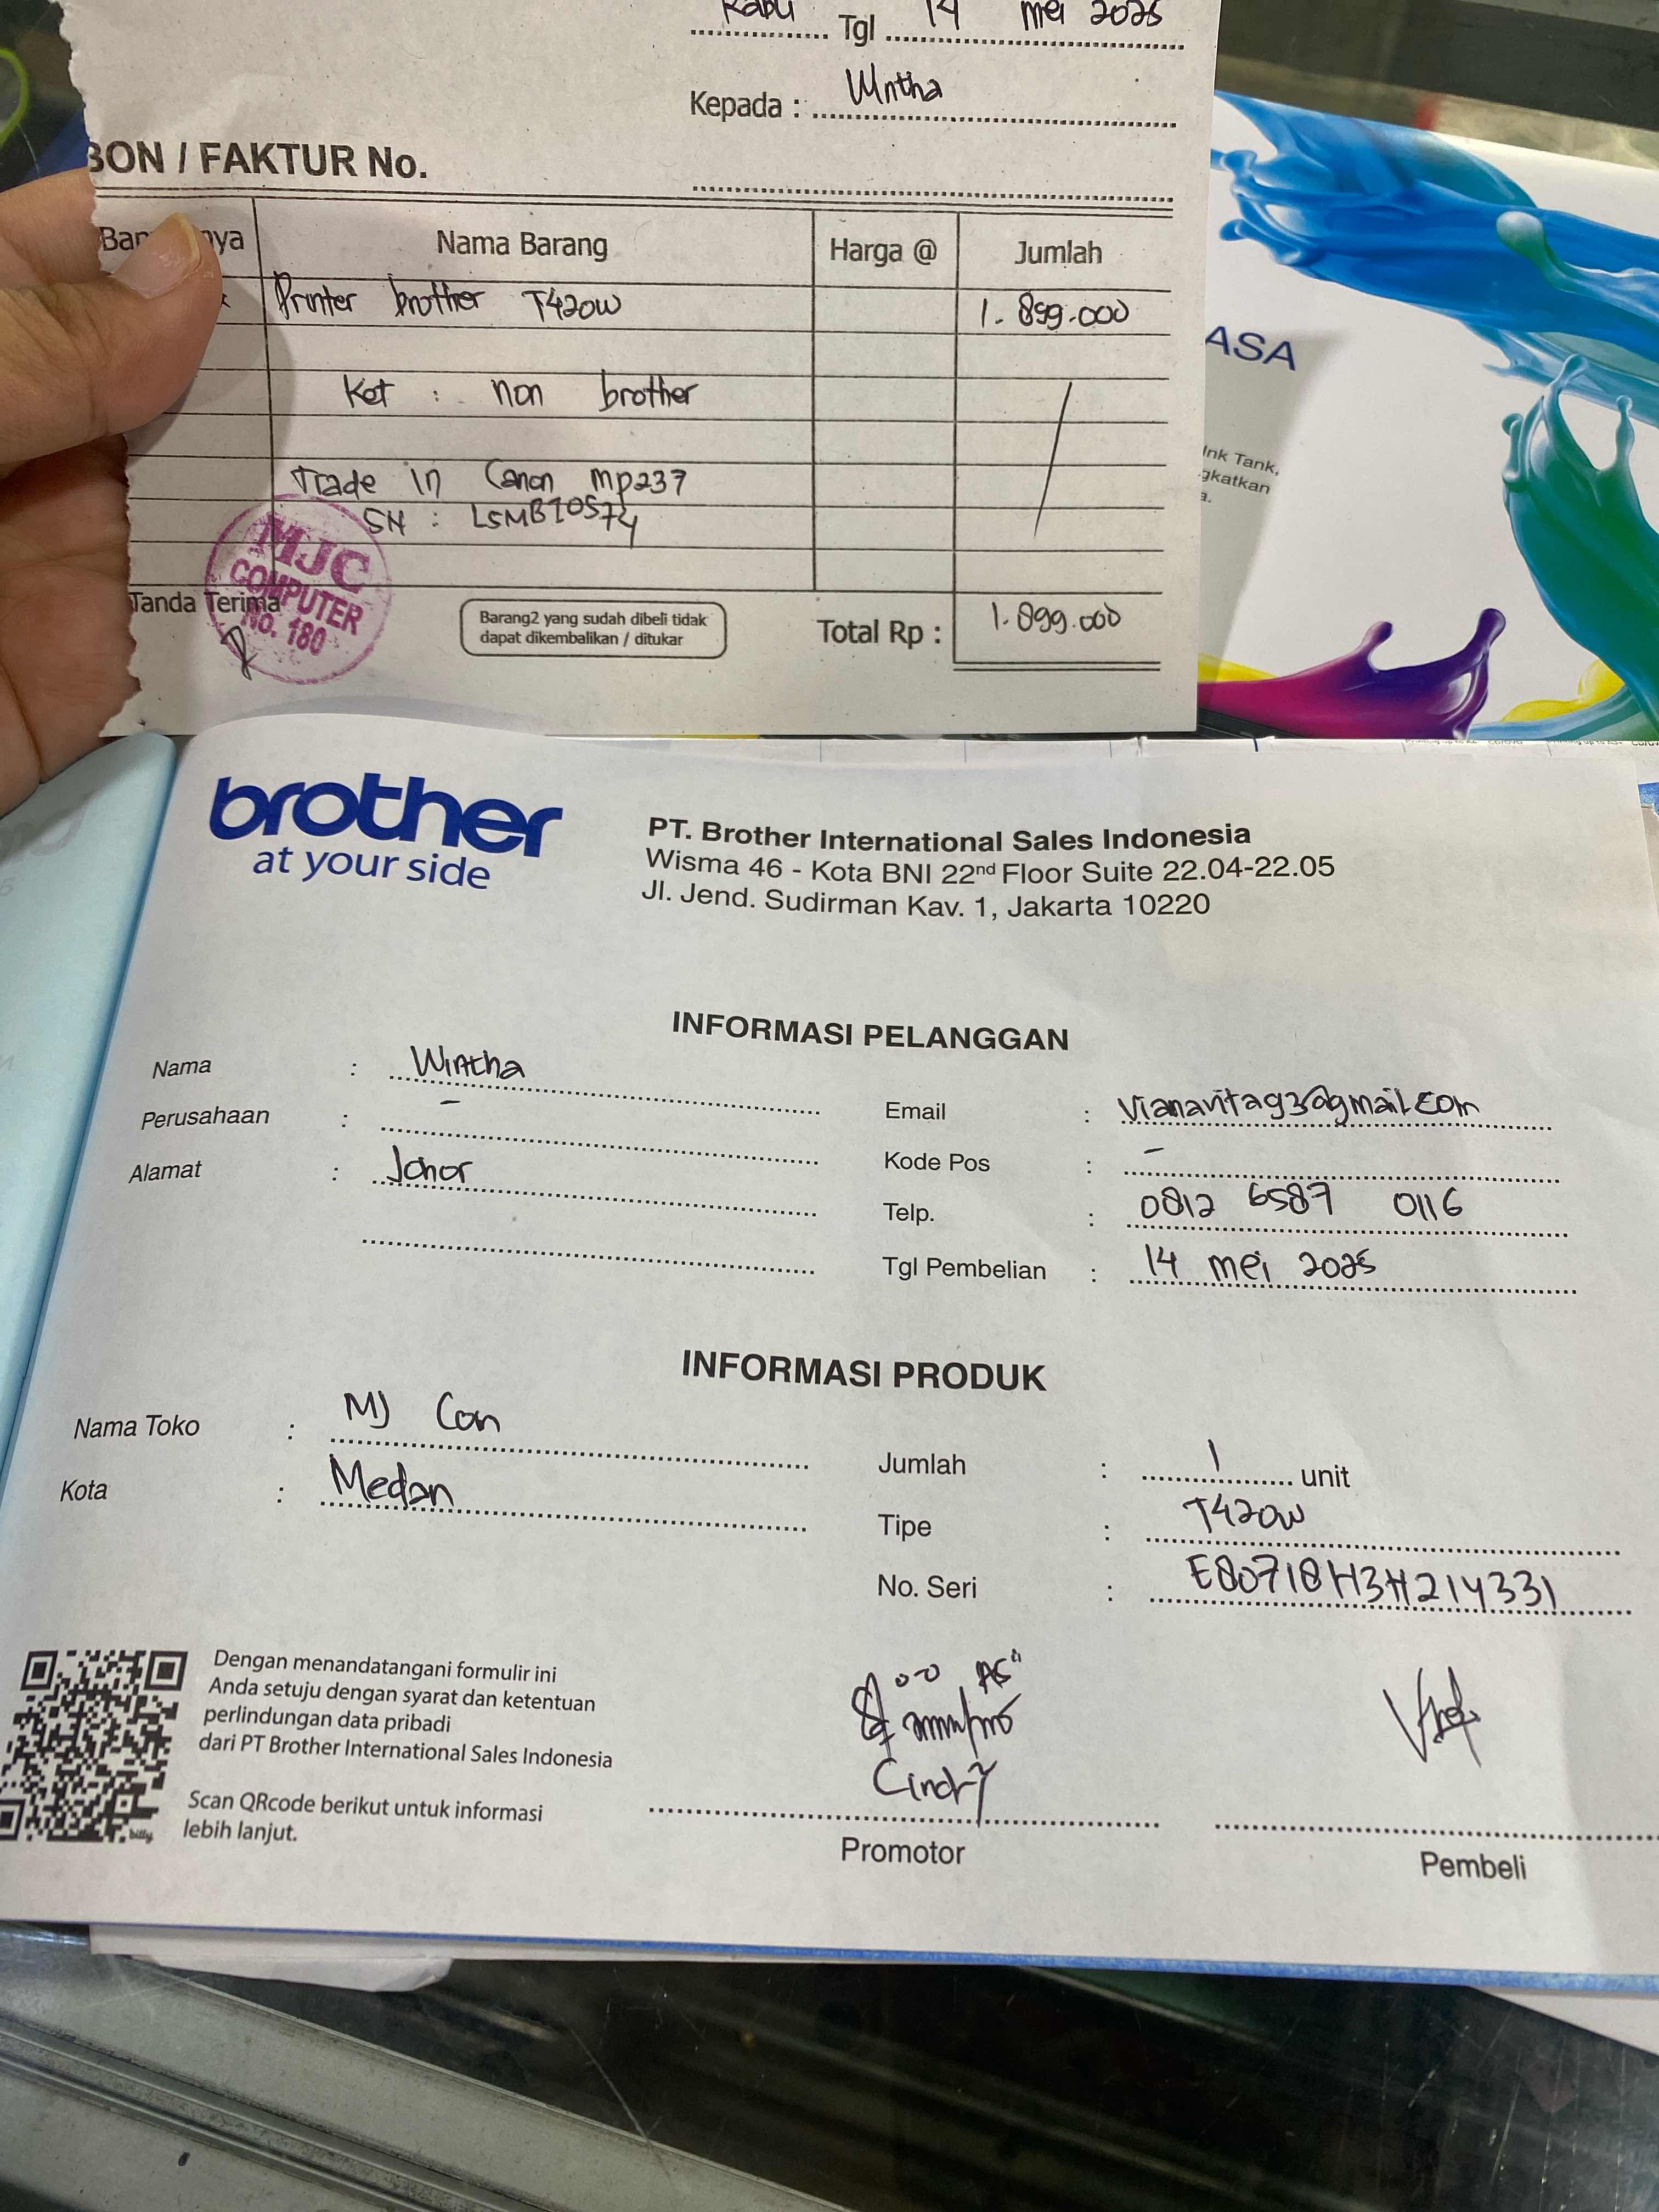 Rabu Tgl 14 mei 2025
Kepada : Wintha
BON / FAKTUR No.
Nama Barang Harga @ Jumlah
Printer brother T420W 1.899.000
Ket : non brother
Trade in Canon mp237
SN : LSMB10574
MJC
COMPUTER
No. 180
Tanda Terima
Barang2 yang sudah dibeli tidak
dapat dikembalikan / ditukar
Total Rp : 1.899.000
ASA
Ink Tank,
gkatkan
a.
brother
at your side
PT. Brother International Sales Indonesia
Wisma 46 - Kota BNI 22nd Floor Suite 22.04-22.05
Jl. Jend. Sudirman Kav. 1, Jakarta 10220
INFORMASI PELANGGAN
Nama : Wintha
Perusahaan : -
Alamat : Johor
Email : vianavitag3@gmail.com
Kode Pos : -
Telp. : 0812 6587 0116
Tgl Pembelian : 14 mei 2025
INFORMASI PRODUK
Nama Toko : MJ Com
Kota : Medan
Jumlah : 1 unit
Tipe : T420W
No. Seri : E80718H3H214331
Dengan menandatangani formulir ini
Anda setuju dengan syarat dan ketentuan
perlindungan data pribadi
dari PT Brother International Sales Indonesia
Scan QRcode berikut untuk informasi
lebih lanjut.
bitly
Cindy
Promotor
Pembeli